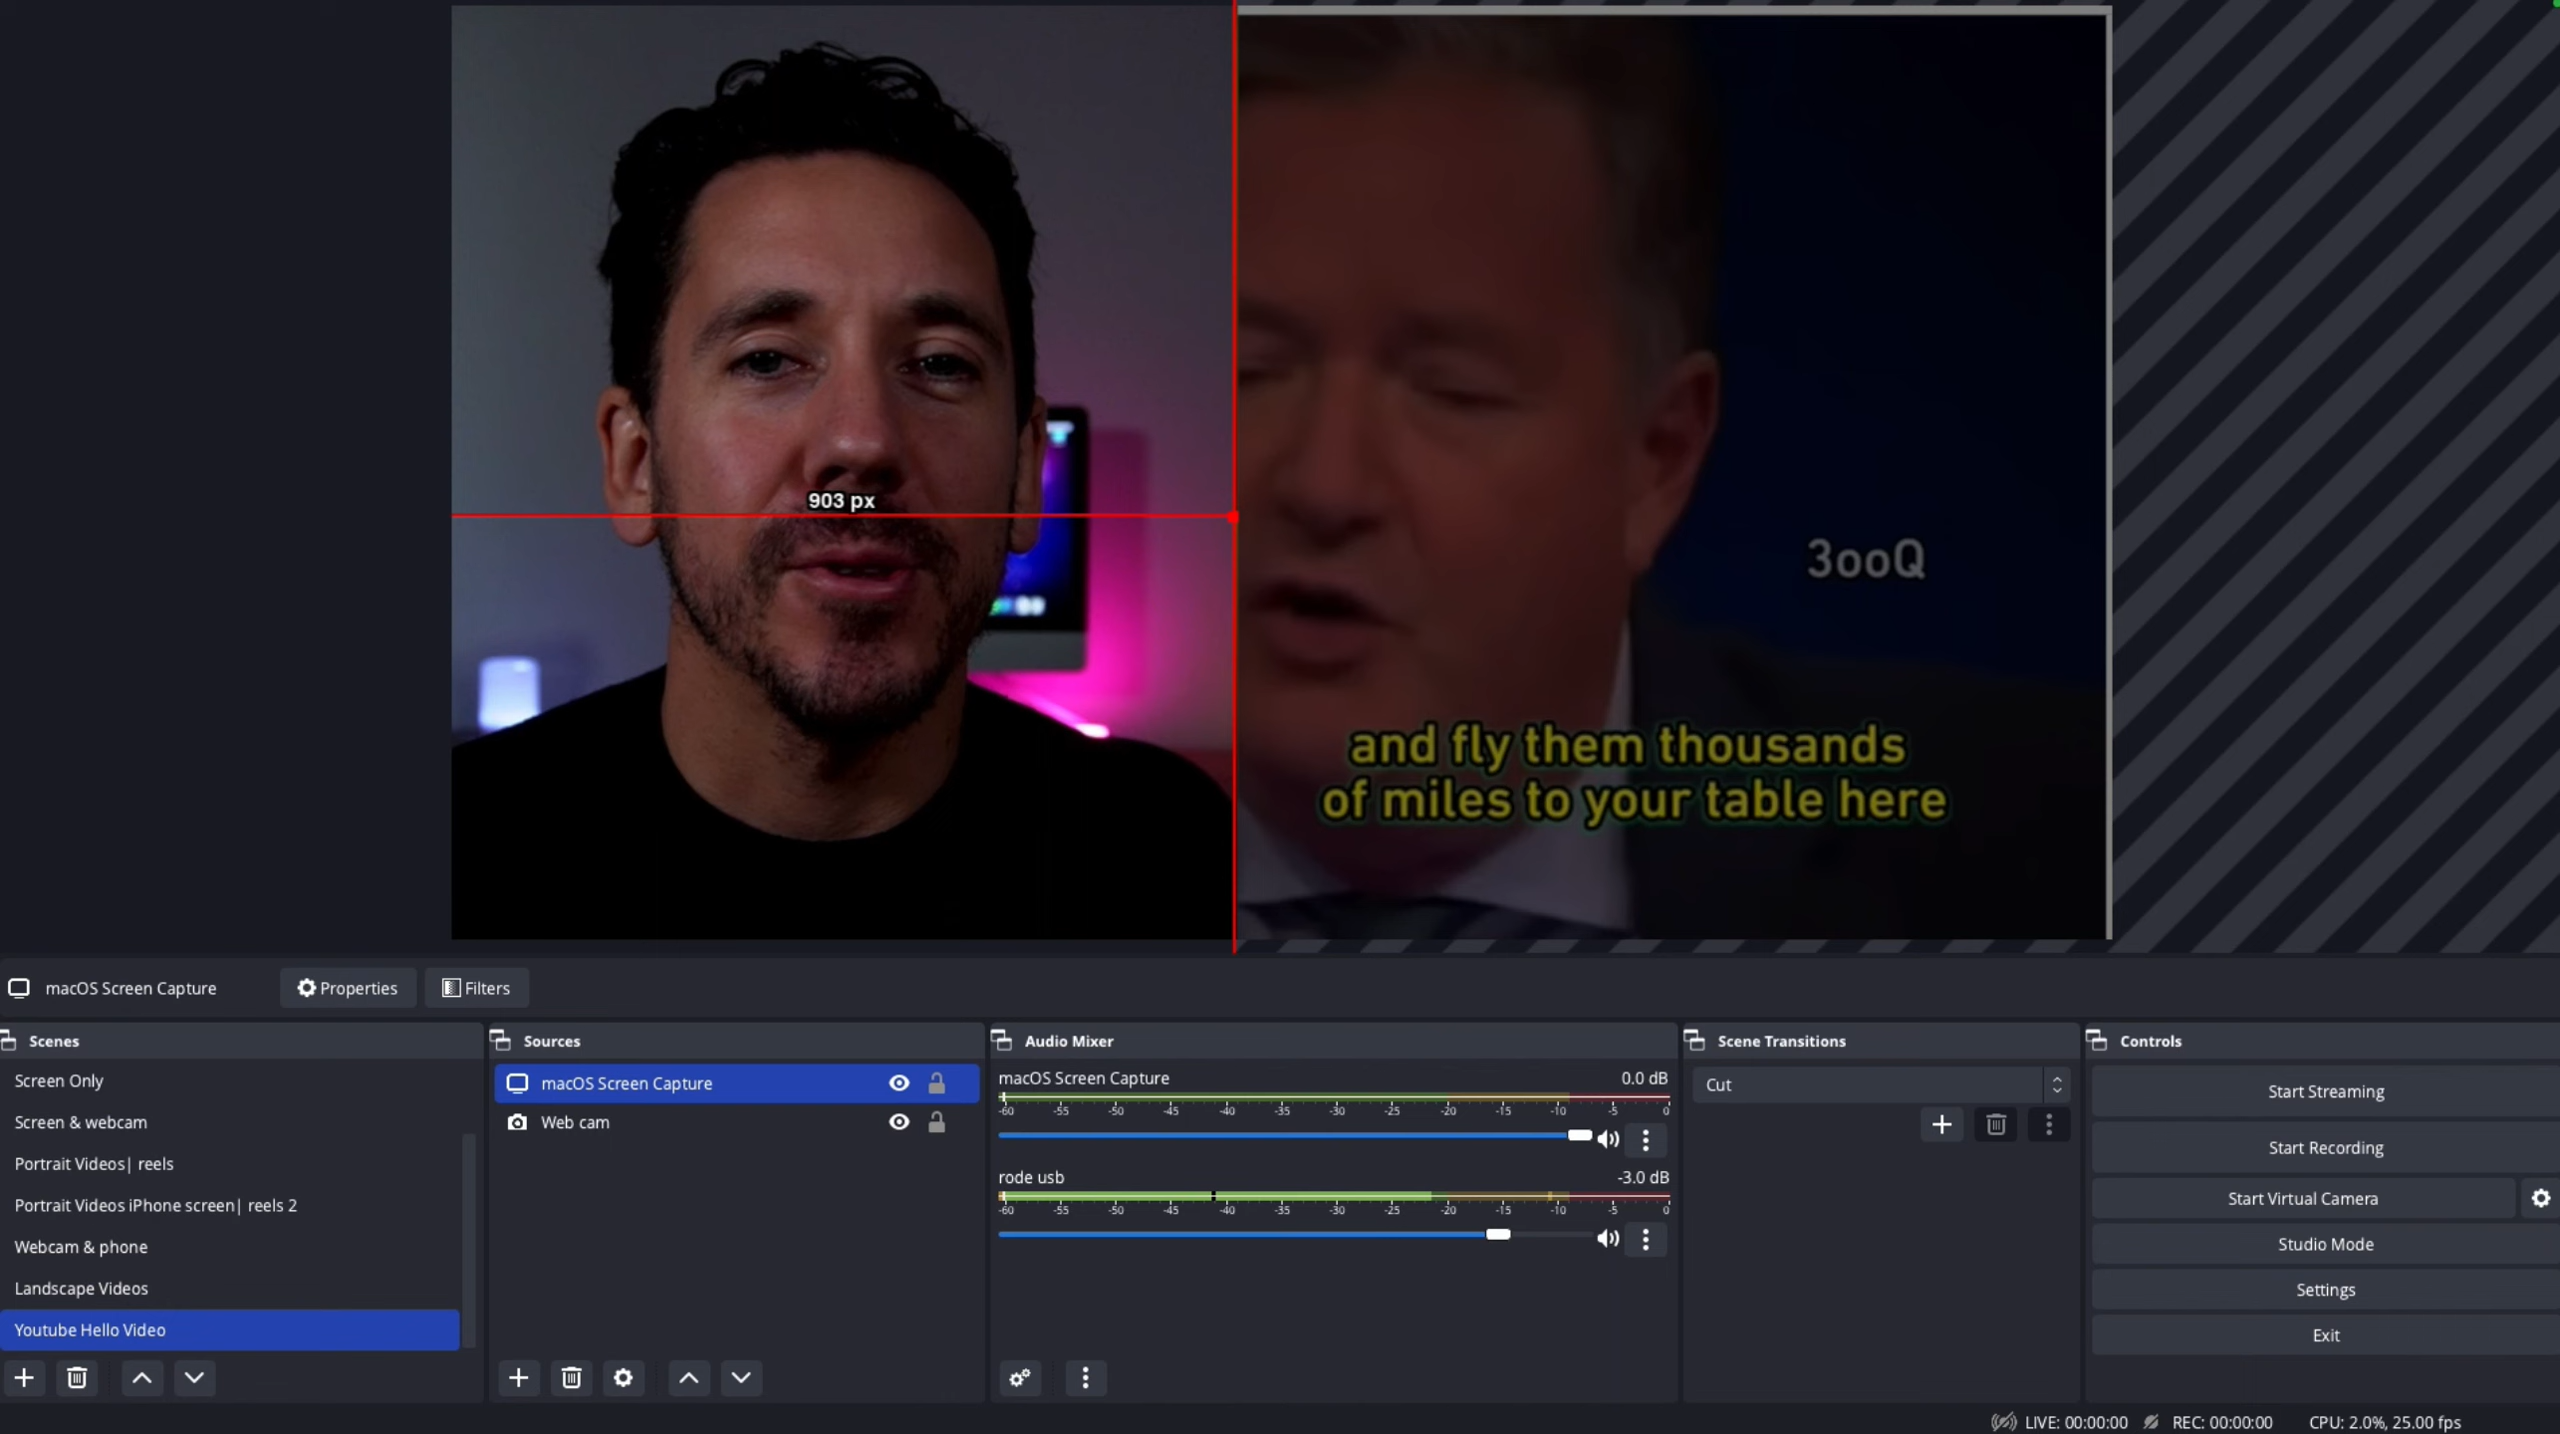 903 px
3ooQ
and fly them thousands
of miles to your table here
macOS Screen Capture
Properties
Filters
Scenes
Screen Only
Screen & webcam
Portrait Videos| reels
Portrait Videos iPhone screen| reels 2
Webcam & phone
Landscape Videos
Youtube Hello Video
Sources
macOS Screen Capture
Web cam
Audio Mixer
macOS Screen Capture 0.0 dB
-60 -55 -50 -45 -40 -35 -30 -25 -20 -15 -10 -5 0
rode usb -3.0 dB
-60 -55 -50 -45 -40 -35 -30 -25 -20 -15 -10 -5 0
Scene Transitions
Cut
Controls
Start Streaming
Start Recording
Start Virtual Camera
Studio Mode
Settings
Exit
LIVE: 00:00:00 REC: 00:00:00 CPU: 2.0%, 25.00 fps